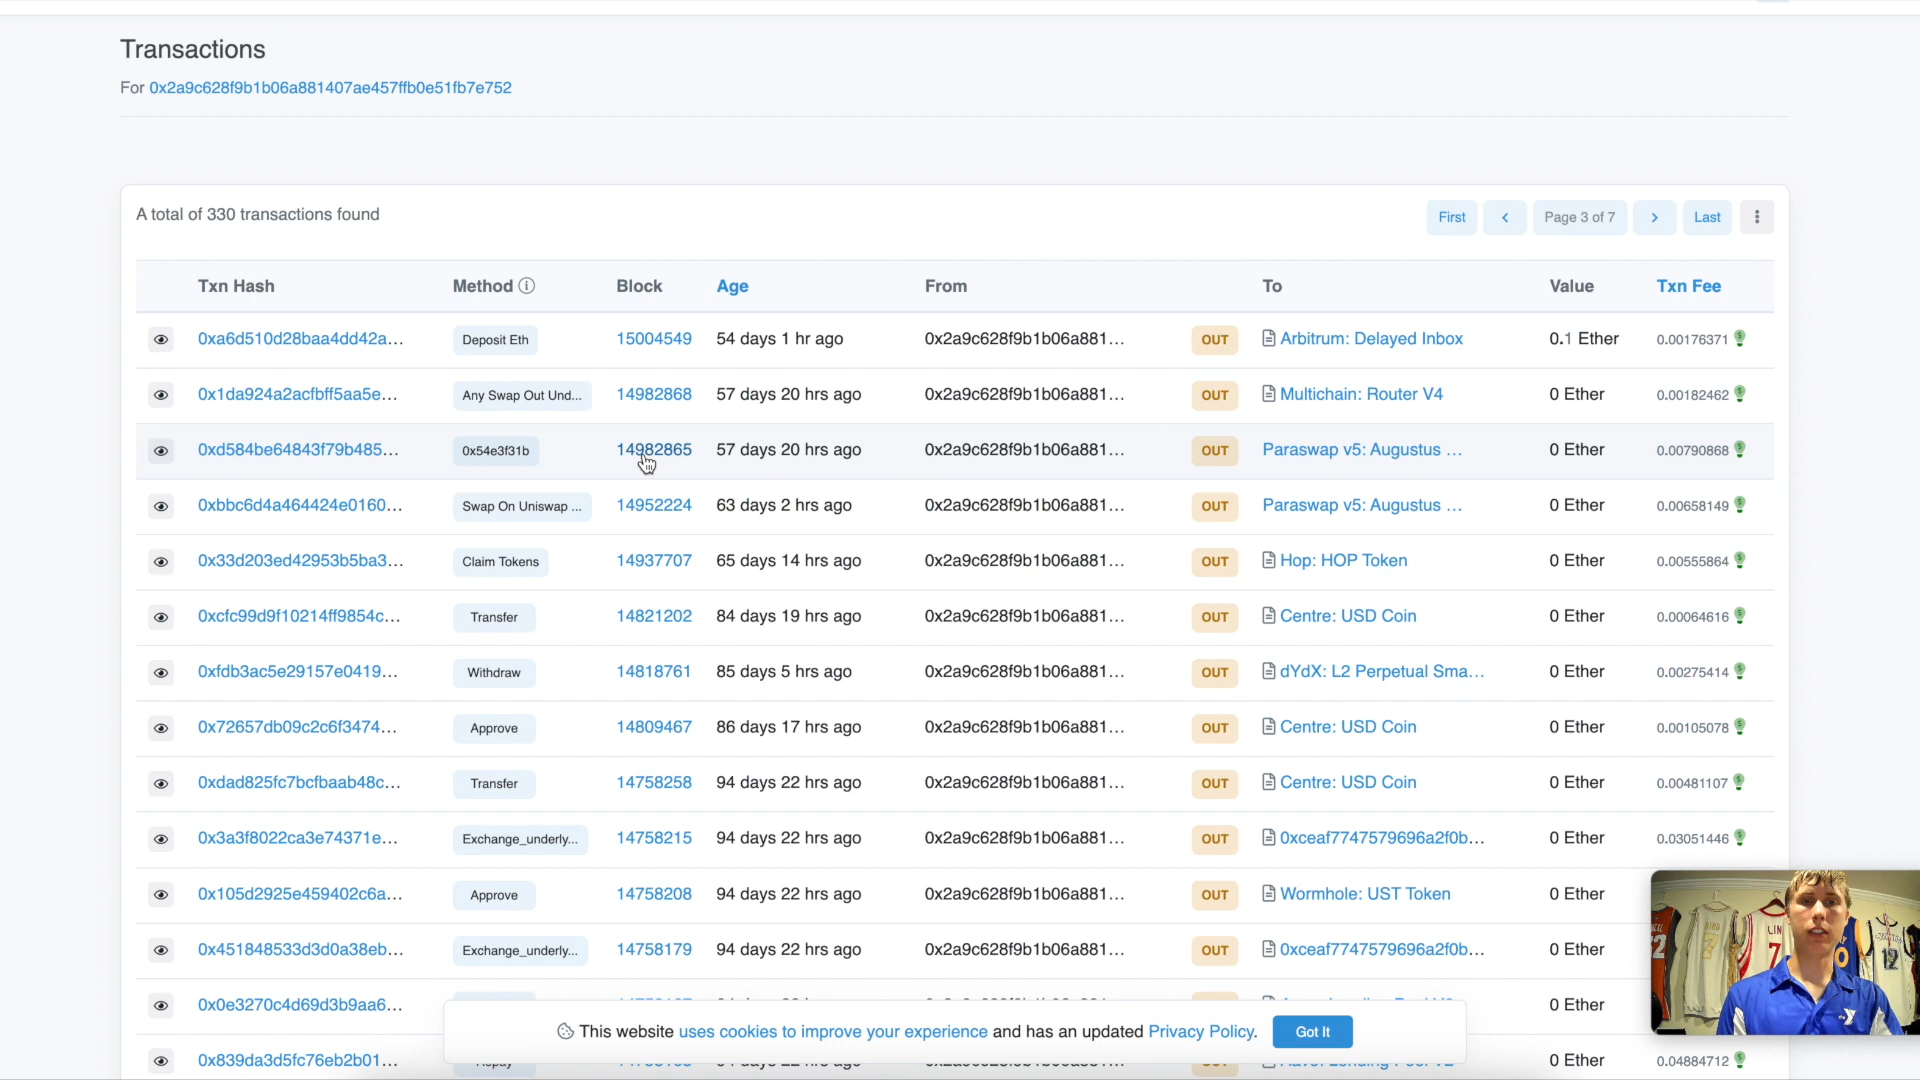 Transactions
For 0x2a9c628f9b1b06a881407ae457ffb0e51fb7e752
A total of 330 transactions found
First < Page 3 of 7 > Last
Txn Hash Method Block Age From To Value Txn Fee
0xa6d510d28baa4dd42a... Deposit Eth 15004549 54 days 1 hr ago 0x2a9c628f9b1b06a881... OUT Arbitrum: Delayed Inbox 0.1 Ether 0.00176371
0x1da924a2acfbff5aa5e... Any Swap Out Und... 14982868 57 days 20 hrs ago 0x2a9c628f9b1b06a881... OUT Multichain: Router V4 0 Ether 0.00182462
0xd584be64843f79b485... 0x54e3f31b 14982865 57 days 20 hrs ago 0x2a9c628f9b1b06a881... OUT Paraswap v5: Augustus ... 0 Ether 0.00790868
0xbbc6d4a464424e0160... Swap On Uniswap ... 14952224 63 days 2 hrs ago 0x2a9c628f9b1b06a881... OUT Paraswap v5: Augustus ... 0 Ether 0.00658149
0x33d203ed42953b5ba3... Claim Tokens 14937707 65 days 14 hrs ago 0x2a9c628f9b1b06a881... OUT Hop: HOP Token 0 Ether 0.00555864
0xcfc99d9f10214ff9854c... Transfer 14821202 84 days 19 hrs ago 0x2a9c628f9b1b06a881... OUT Centre: USD Coin 0 Ether 0.00064616
0xfdb3ac5e29157e0419... Withdraw 14818761 85 days 5 hrs ago 0x2a9c628f9b1b06a881... OUT dYdX: L2 Perpetual Sma... 0 Ether 0.00275414
0x72657db09c2c6f3474... Approve 14809467 86 days 17 hrs ago 0x2a9c628f9b1b06a881... OUT Centre: USD Coin 0 Ether 0.00105078
0xdad825fc7bcfbaab48c... Transfer 14758258 94 days 22 hrs ago 0x2a9c628f9b1b06a881... OUT Centre: USD Coin 0 Ether 0.00481107
0x3a3f8022ca3e74371e... Exchange_underly... 14758215 94 days 22 hrs ago 0x2a9c628f9b1b06a881... OUT 0xceaf7747579696a2f0b... 0 Ether 0.03051446
0x105d2925e459402c6a... Approve 14758208 94 days 22 hrs ago 0x2a9c628f9b1b06a881... OUT Wormhole: UST Token 0 Ether
0x451848533d3d0a38eb... Exchange_underly... 14758179 94 days 22 hrs ago 0x2a9c628f9b1b06a881... OUT 0xceaf7747579696a2f0b... 0 Ether
0x0e3270c4d69d3b9aa6... 0 Ether
This website uses cookies to improve your experience and has an updated Privacy Policy. Got It
0x839da3d5fc76eb2b01... 0 Ether 0.04884712